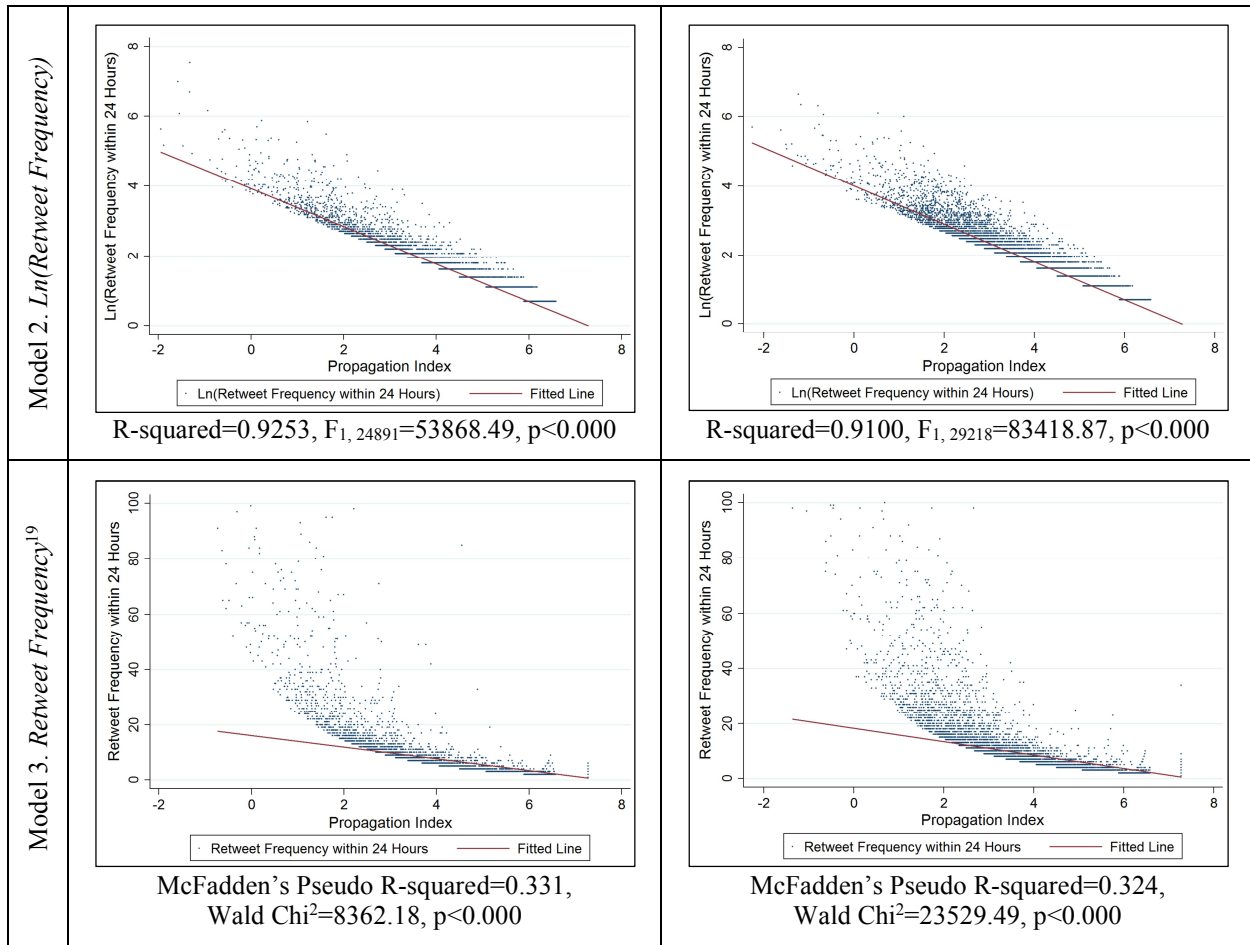 Model 2. Ln(Retweet Frequency)
Ln(Retweet Frequency within 24 Hours)
8
6
4
2
0
-2 0 2 4 6 8
Propagation Index
Ln(Retweet Frequency within 24 Hours) Fitted Line
R-squared=0.9253, F1, 24891=53868.49, p<0.000
Ln(Retweet Frequency within 24 Hours)
8
6
4
2
0
-2 0 2 4 6 8
Propagation Index
Ln(Retweet Frequency within 24 Hours) Fitted Line
R-squared=0.9100, F1, 29218=83418.87, p<0.000
Model 3. Retweet Frequency19
Retweet Frequency within 24 Hours
100
80
60
40
20
0
-2 0 2 4 6 8
Propagation Index
Retweet Frequency within 24 Hours Fitted Line
McFadden's Pseudo R-squared=0.331,
Wald Chi2=8362.18, p<0.000
Retweet Frequency within 24 Hours
100
80
60
40
20
0
-2 0 2 4 6 8
Propagation Index
Retweet Frequency within 24 Hours Fitted Line
McFadden's Pseudo R-squared=0.324,
Wald Chi2=23529.49, p<0.000